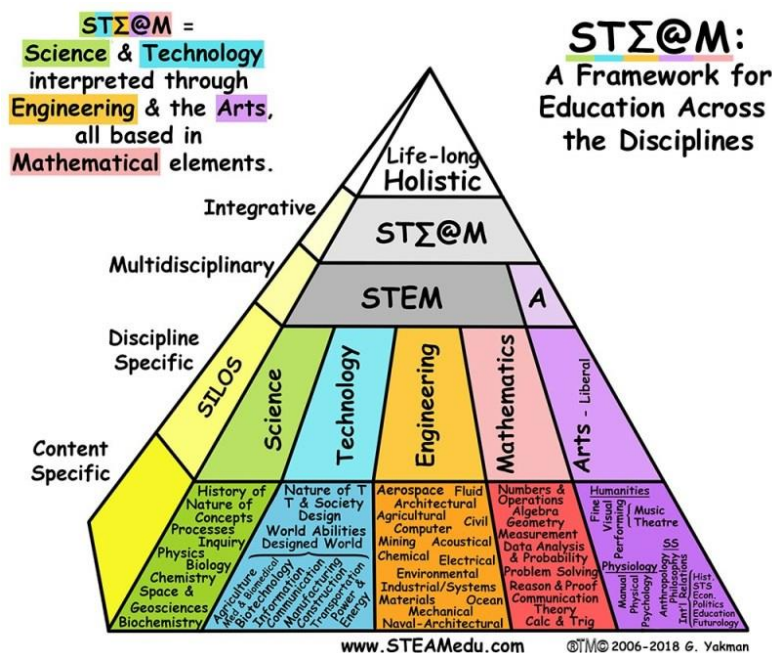 STΣ@M =
Science & Technology
interpreted through
Engineering & the Arts,
all based in
Mathematical elements.
STΣ@M:
A Framework for
Education Across
the Disciplines
Life-long
Holistic
Integrative
STΣ@M
Multidisciplinary
STEM
A
Discipline
Specific
SILOS
Science
Technology
Engineering
Mathematics
Arts - Liberal
Content
Specific
History of
Nature of
Concepts
Processes
Inquiry
Physics
Biology
Chemistry
Space &
Geosciences
Biochemistry
Nature of T
T & Society
Design
World Abilities
Designed World
Agriculture
Med & Biomedical
Biotechnology
Information
Communication
Manufacturing
Construction
Transportation
Power &
Energy
Aerospace Fluid
Architectural
Agricultural Civil
Computer
Mining Acoustical
Chemical Electrical
Environmental
Industrial/Systems
Materials Ocean
Mechanical
Naval-Architectural
Numbers &
Operations
Algebra
Geometry
Measurement
Data Analysis
& Probability
Problem Solving
Reason & Proof
Communication
Theory
Calc & Trig
Humanities
Fine
Visual
Performing
Music
Theatre
Physiology
Manual
Physical
Psychology
SS
Anthropology
Philosophy
Int'l Relations
Hist.
STS
Econ.
Politics
Education
Futurology
www.STEAMedu.com
®TM© 2006-2018 G. Yakman